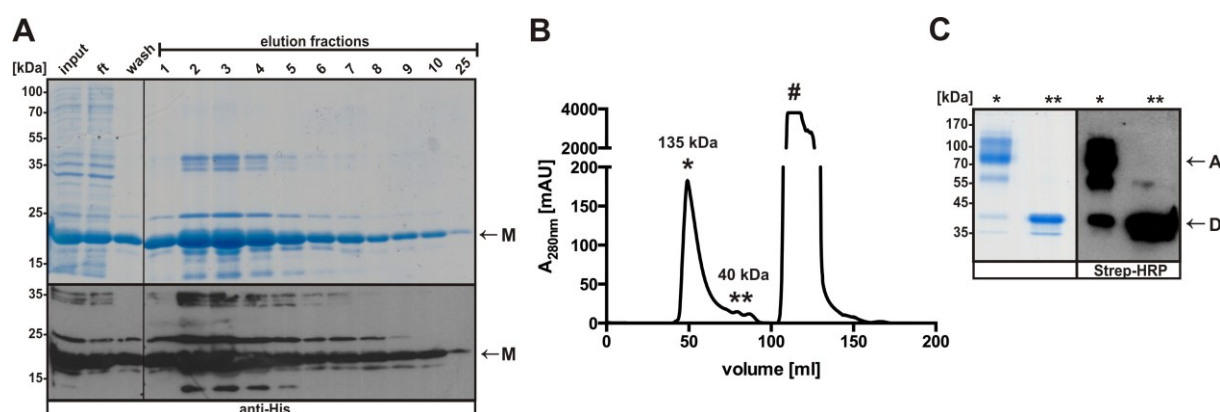 A
elution fractions
[kDa] input ft wash 1 2 3 4 5 6 7 8 9 10 25
100-
70-
55-
35-
25-
← M
15-
35-
25-
← M
15-
anti-His
B
4000
2000
200
150
100
50
0
A280nm [mAU]
135 kDa
*
40 kDa
**
#
0 50 100 150 200
volume [ml]
C
[kDa] * ** * **
170-
100-
70-
55-
45-
35-
← A
← D
Strep-HRP